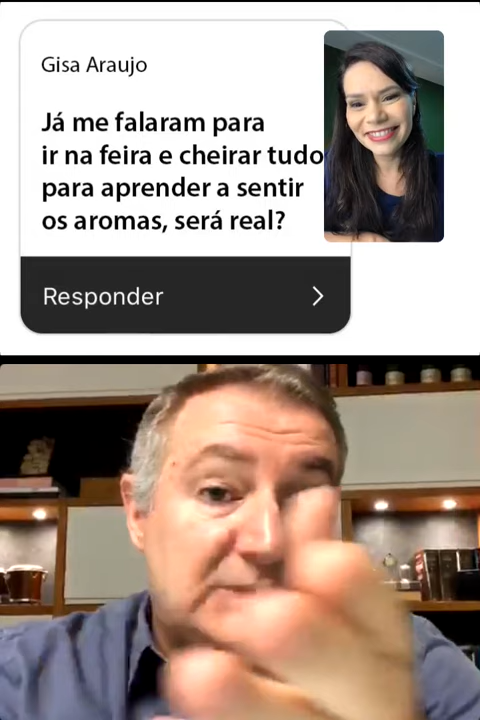 Gisa Araujo
Já me falaram para
ir na feira e cheirar tudo
para aprender a sentir
os aromas, será real?
Responder